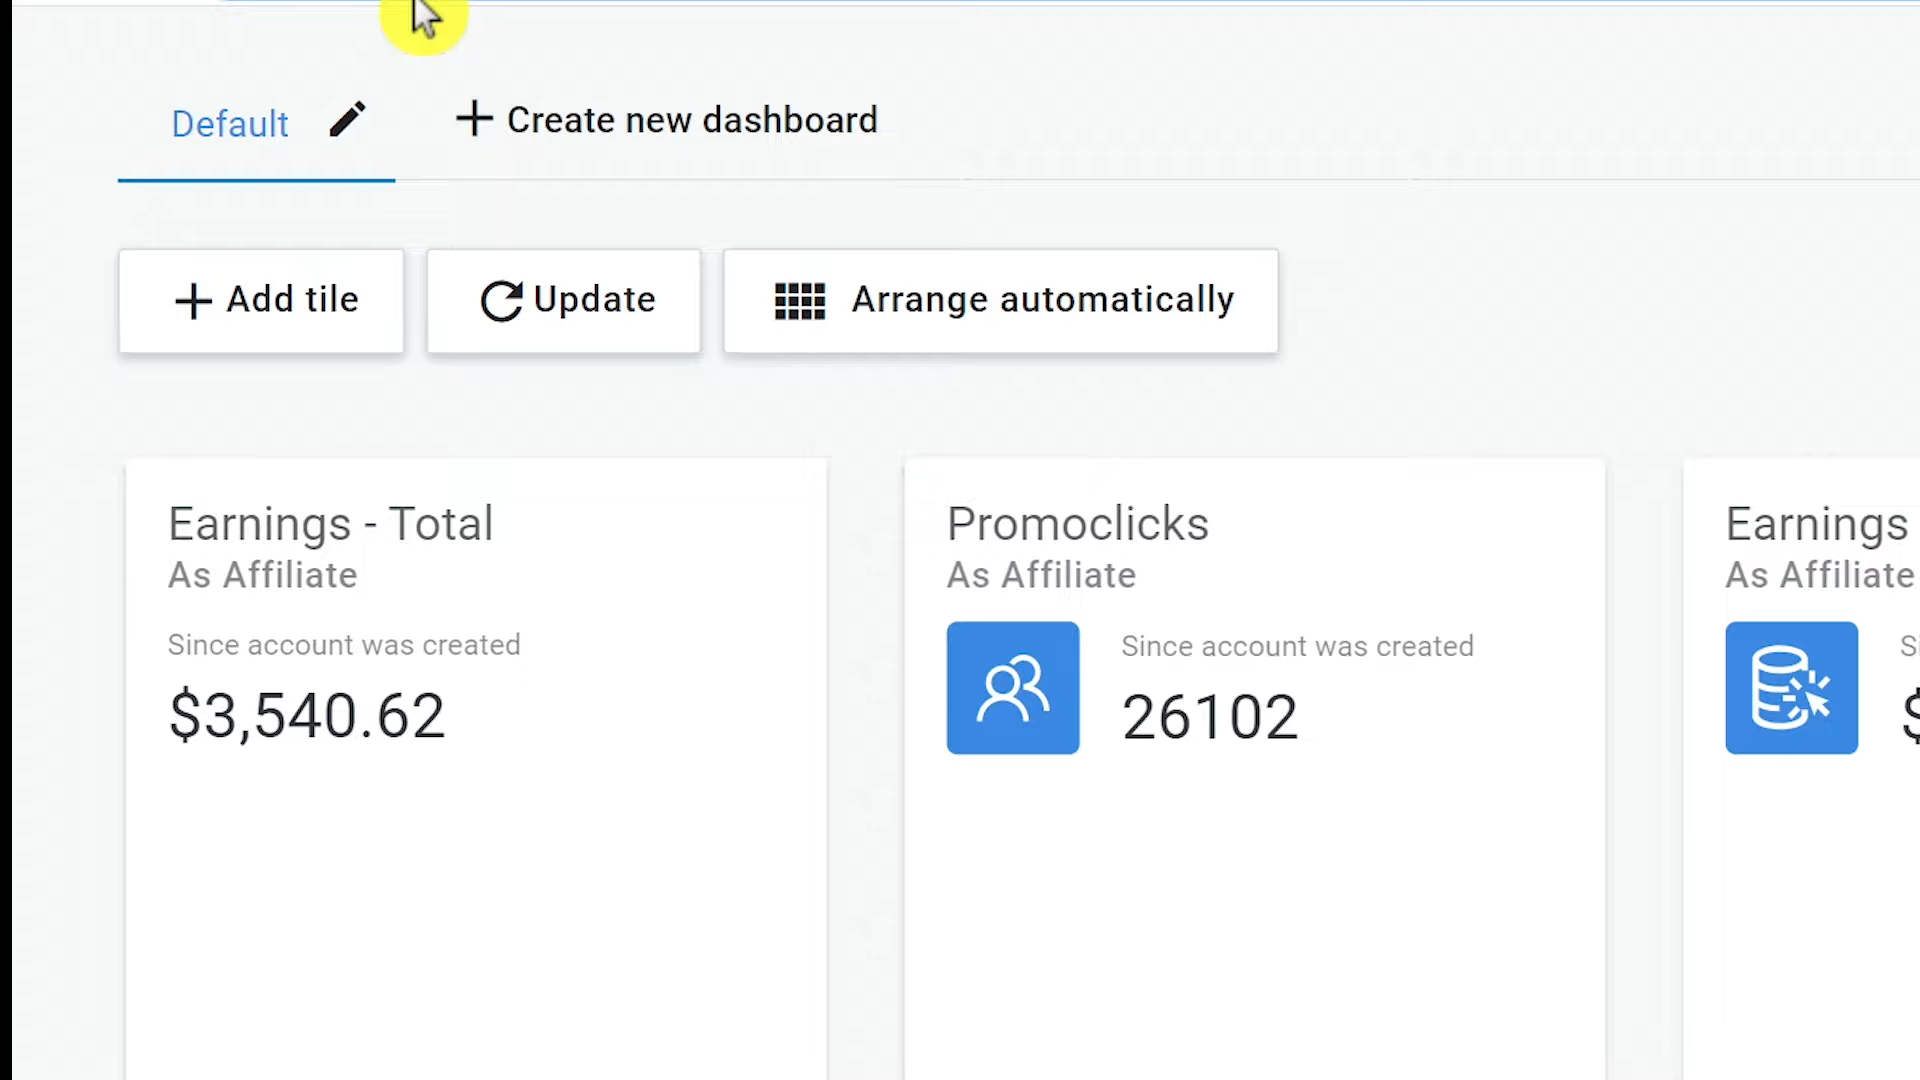 Default
Create new dashboard
Add tile
Update
Arrange automatically
Earnings - Total
As Affiliate
Since account was created
$3,540.62
Promoclicks
As Affiliate
Since account was created
26102
Earnings
As Affiliate
Si
$